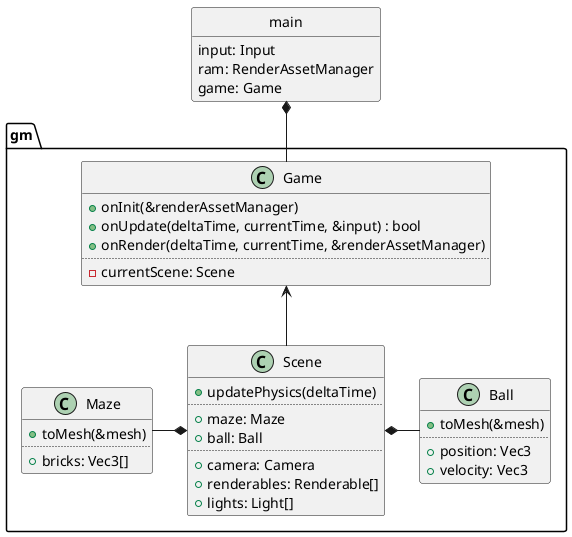 main
input: Input
ram: RenderAssetManager
game: Game
gm
C Game
onInit(&renderAssetManager)
onUpdate(deltaTime, currentTime, &input) : bool
onRender(deltaTime, currentTime, &renderAssetManager)
currentScene: Scene
C Maze
toMesh(&mesh)
bricks: Vec3[]
C Scene
updatePhysics(deltaTime)
maze: Maze
ball: Ball
camera: Camera
renderables: Renderable[]
lights: Light[]
C Ball
toMesh(&mesh)
position: Vec3
velocity: Vec3